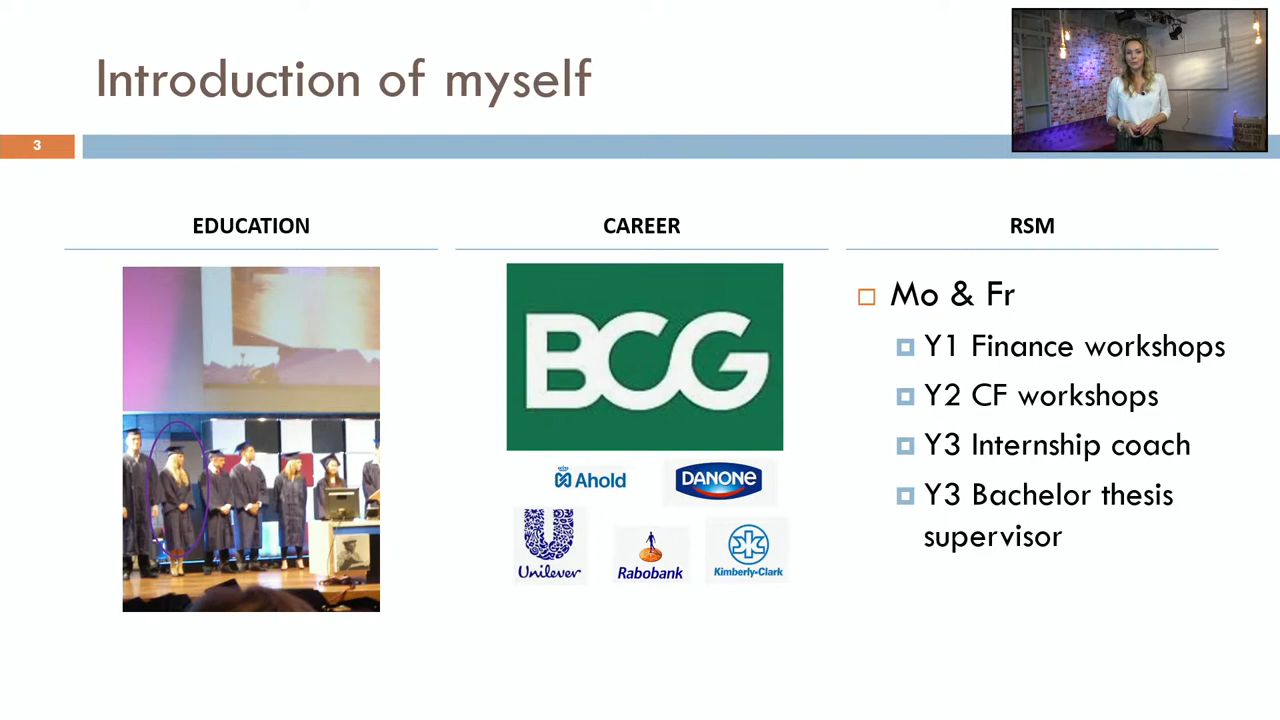 Introduction of myself
3
EDUCATION
CAREER
RSM
BCG
Ahold
DANONE
Unilever
Rabobank
Kimberly-Clark
Mo & Fr
Y1 Finance workshops
Y2 CF workshops
Y3 Internship coach
Y3 Bachelor thesis
supervisor